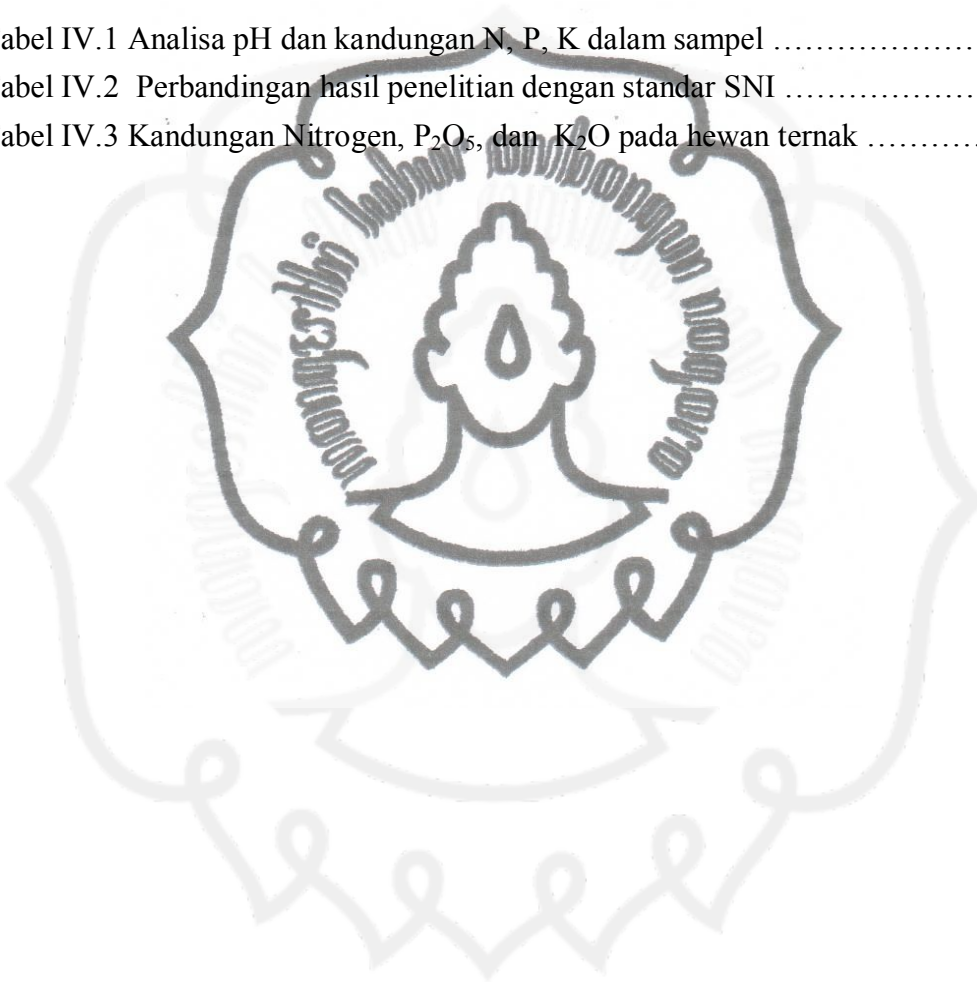 abel IV.1 Analisa pH dan kandungan N, P, K dalam sampel ………………
abel IV.2  Perbandingan hasil penelitian dengan standar SNI ………………
abel IV.3 Kandungan Nitrogen, P₂O₅, dan  K₂O pada hewan ternak …………